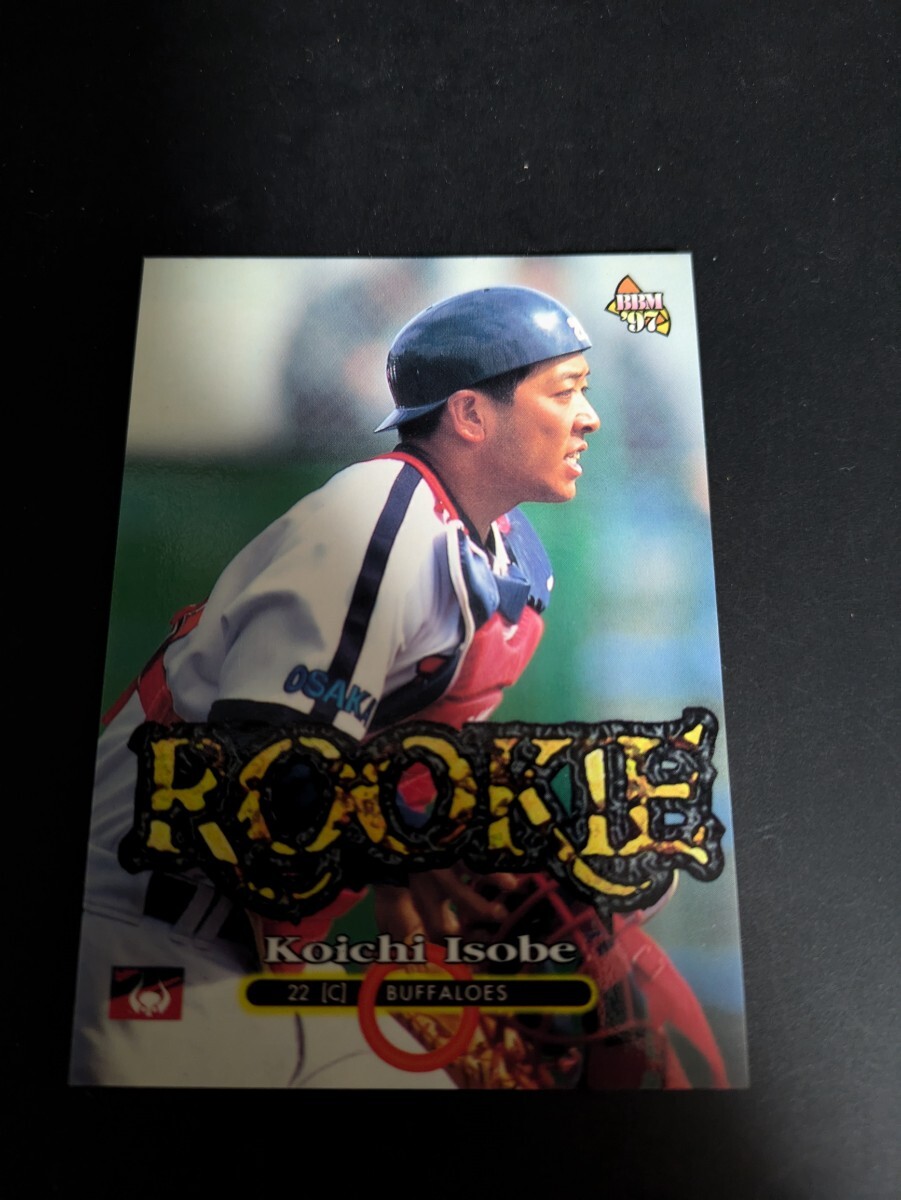 BBM
'97
a
OSAKA
ROOKIE
Koichi Isobe
22 [C] BUFFALOES